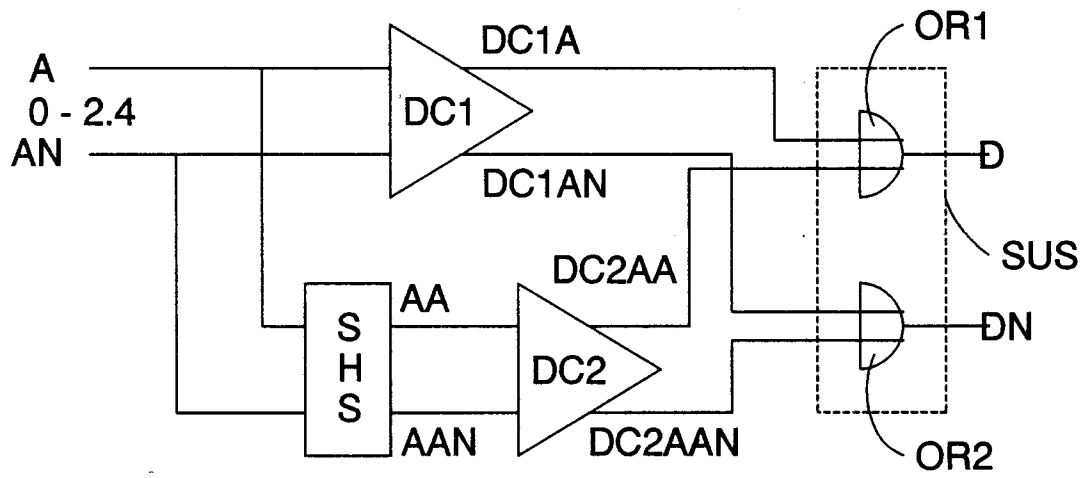 OR1
DC1A
A
0 - 2.4
AN
DC1
D
DC1AN
SUS
DC2AA
AA
S
H
S
DC2
DN
AAN
DC2AAN
OR2